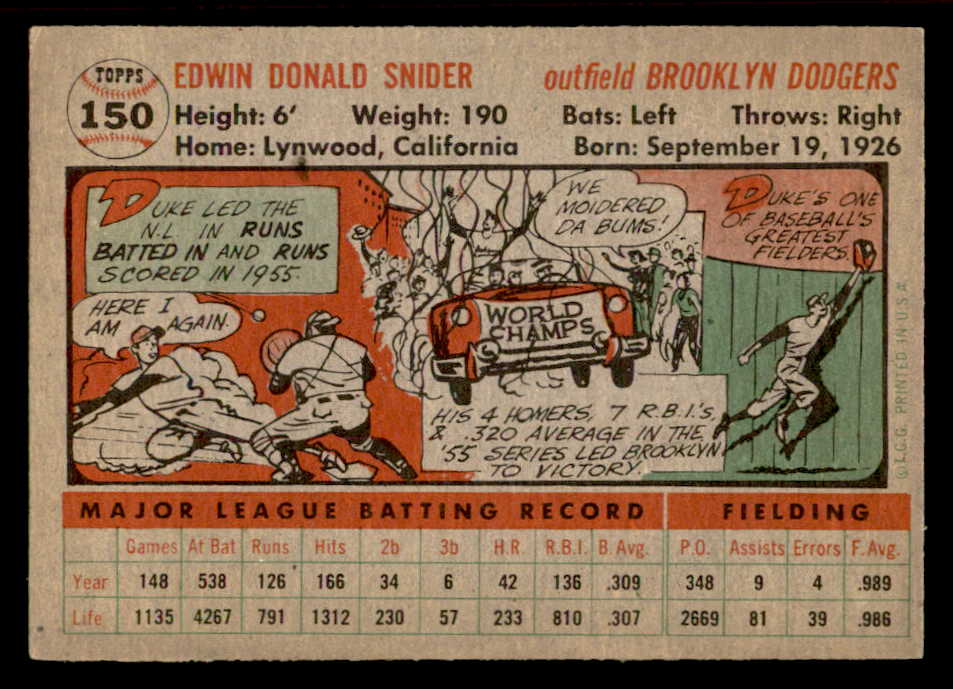 TOPPS
150
EDWIN DONALD SNIDER outfield BROOKLYN DODGERS
Height: 6' Weight: 190 Bats: Left Throws: Right
Home: Lynwood, California Born: September 19, 1926
DUKE LED THE
N.L. IN RUNS
BATTED IN AND RUNS
SCORED IN 1955.
HERE I
AM AGAIN.
WE
MOIDERED
DA BUMS!
WORLD
CHAMPS
HIS 4 HOMERS, 7 R.B.I.'s,
& .320 AVERAGE IN THE
'55 SERIES LED BROOKLYN
TO VICTORY.
DUKE'S ONE
OF BASEBALL'S
GREATEST
FIELDERS.
© T.C.G. PRINTED IN U.S.A.
MAJOR LEAGUE BATTING RECORD FIELDING
Games At Bat Runs Hits 2b 3b H.R. R.B.I. B. Avg. P.O. Assists Errors F. Avg.
Year 148 538 126 166 34 6 42 136 .309 348 9 4 .989
Life 1135 4267 791 1312 230 57 233 810 .307 2669 81 39 .986